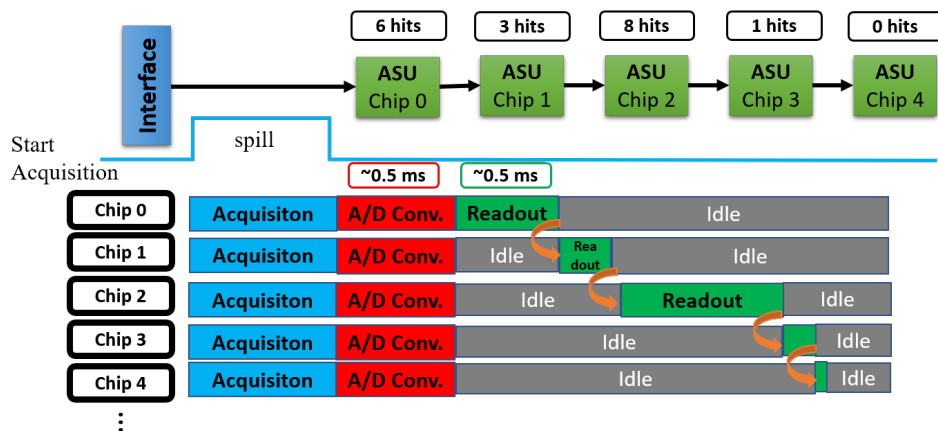 6 hits
3 hits
8 hits
1 hits
0 hits
Interface
ASU
Chip 0
ASU
Chip 1
ASU
Chip 2
ASU
Chip 3
ASU
Chip 4
Start
Acquisition
spill
~0.5 ms
~0.5 ms
Chip 0
Acquisiton
A/D Conv.
Readout
Idle
Chip 1
Acquisiton
A/D Conv.
Idle
Rea
dout
Idle
Chip 2
Acquisiton
A/D Conv.
Idle
Readout
Idle
Chip 3
Acquisiton
A/D Conv.
Idle
Idle
Chip 4
Acquisiton
A/D Conv.
Idle
Idle
⋮